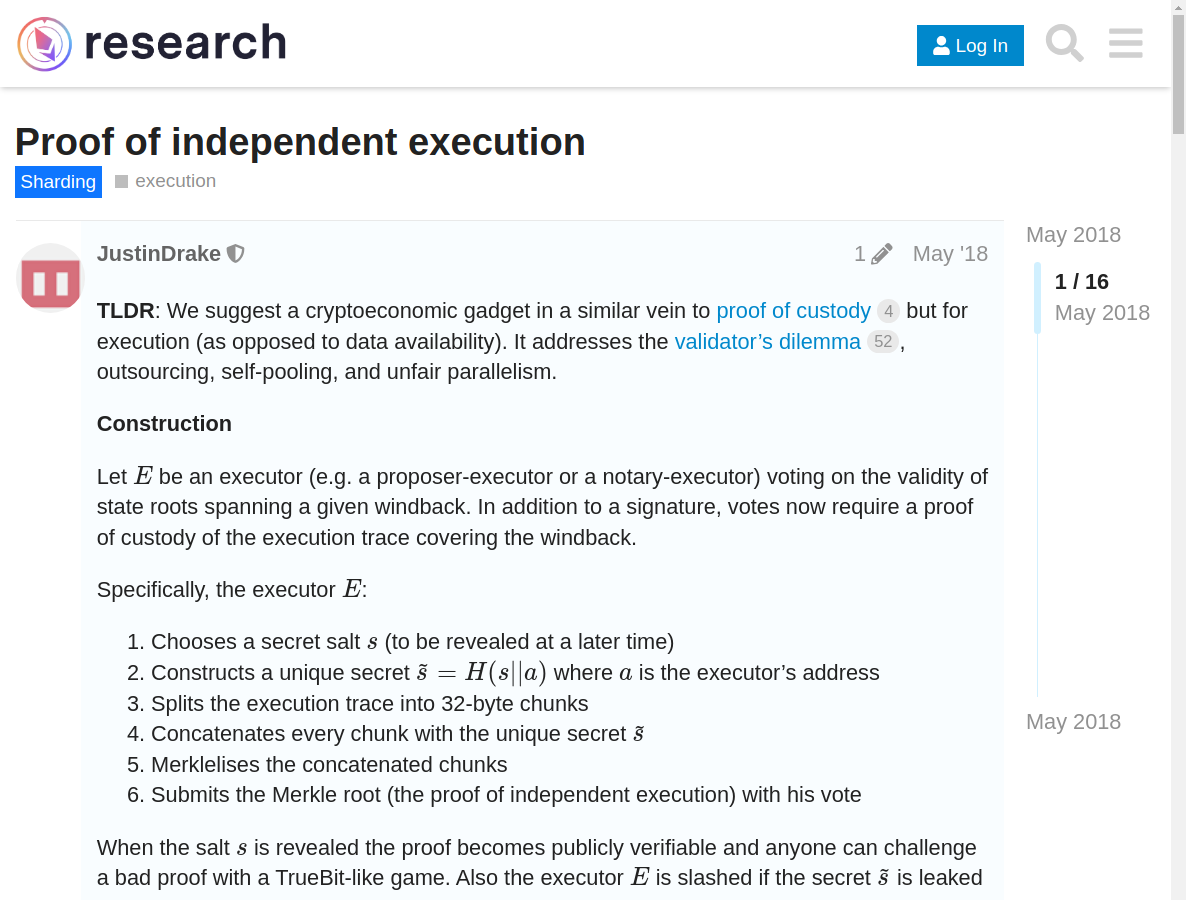 research
Log In
Proof of independent execution
Sharding
execution
JustinDrake
1
May '18
TLDR: We suggest a cryptoeconomic gadget in a similar vein to proof of custody 4 but for
execution (as opposed to data availability). It addresses the validator’s dilemma 52 ,
outsourcing, self-pooling, and unfair parallelism.
Construction
Let E be an executor (e.g. a proposer-executor or a notary-executor) voting on the validity of
state roots spanning a given windback. In addition to a signature, votes now require a proof
of custody of the execution trace covering the windback.
Specifically, the executor E:
1. Chooses a secret salt s (to be revealed at a later time)
2. Constructs a unique secret s̃ = H(s||a) where a is the executor’s address
3. Splits the execution trace into 32-byte chunks
4. Concatenates every chunk with the unique secret s̃
5. Merklelises the concatenated chunks
6. Submits the Merkle root (the proof of independent execution) with his vote
When the salt s is revealed the proof becomes publicly verifiable and anyone can challenge
a bad proof with a TrueBit-like game. Also the executor E is slashed if the secret s̃ is leaked
May 2018
1 / 16
May 2018
May 2018